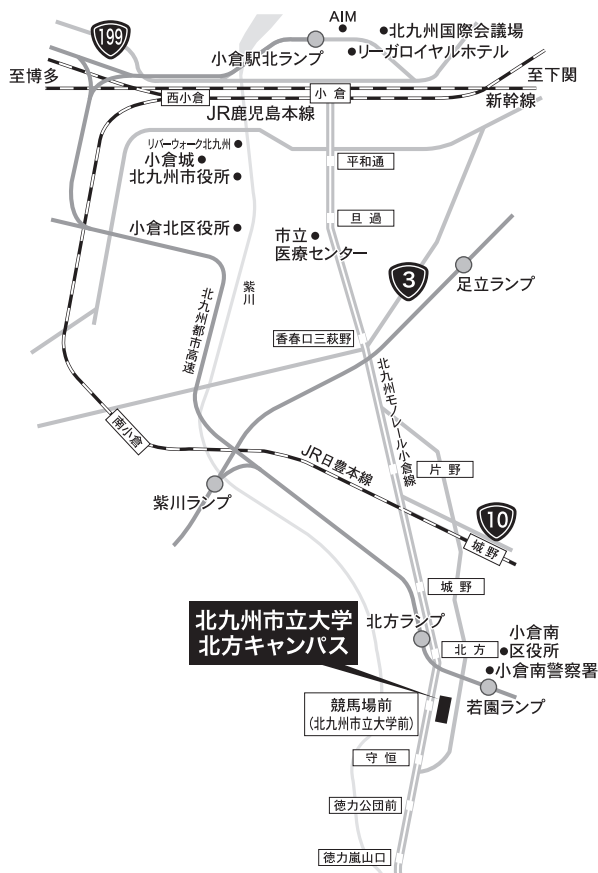 199
AIM
北九州国際会議場
小倉駅北ランプ
リーガロイヤルホテル
至博多
至下関
西小倉
小倉
新幹線
JR鹿児島本線
リバーウォーク北九州
小倉城
平和通
北九州市役所
旦過
小倉北区役所
市立
医療センター
3
足立ランプ
紫川
北九州都市高速
香春口三萩野
北九州モノレール小倉線
南小倉
JR日豊本線
片野
紫川ランプ
10
城野
城野
北九州市立大学
北方キャンパス
北方ランプ
北方
小倉南
区役所
小倉南警察署
競馬場前
(北九州市立大学前)
若園ランプ
守恒
徳力公団前
徳力嵐山口